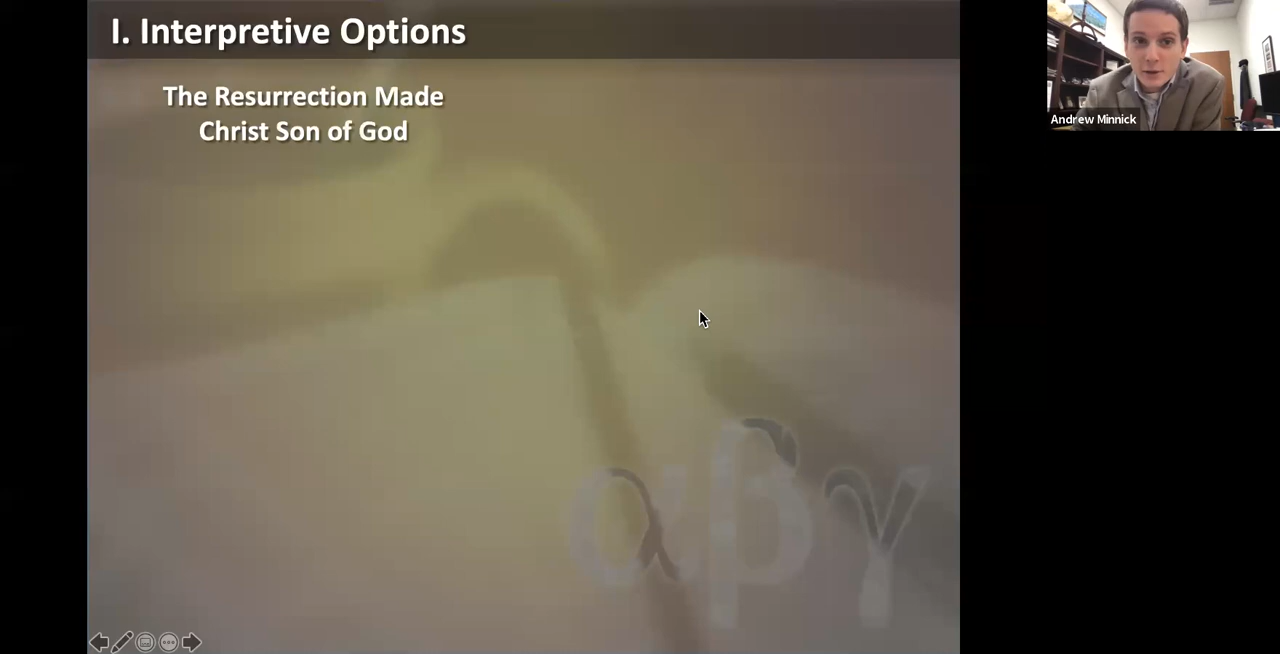 I. Interpretive Options
The Resurrection Made
Christ Son of God
Andrew Minnick
αβγ